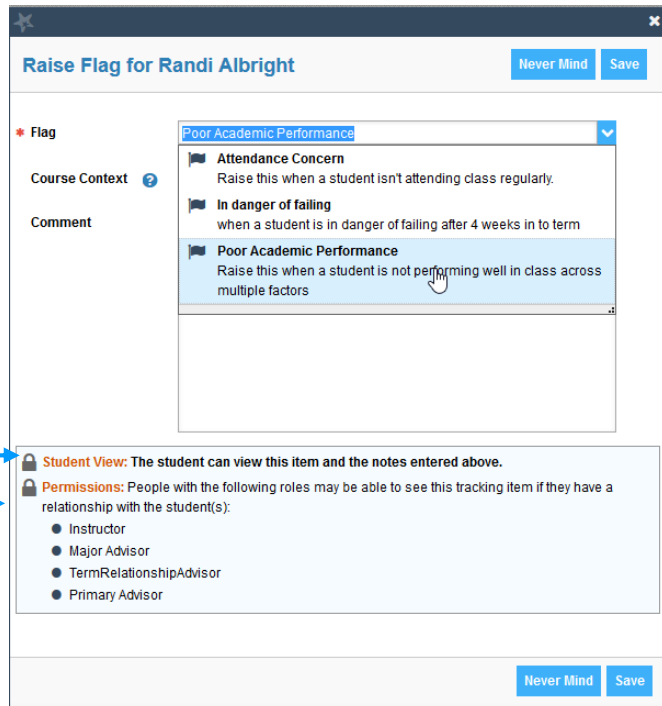 Raise Flag for Randi Albright
Never Mind
Save
* Flag
Poor Academic Performance
Attendance Concern
Raise this when a student isn't attending class regularly.
Course Context ?
In danger of failing
when a student is in danger of failing after 4 weeks in to term
Comment
Poor Academic Performance
Raise this when a student is not performing well in class across
multiple factors
Student View: The student can view this item and the notes entered above.
Permissions: People with the following roles may be able to see this tracking item if they have a
relationship with the student(s):
Instructor
Major Advisor
TermRelationshipAdvisor
Primary Advisor
Never Mind
Save